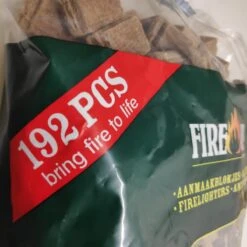 192 PCS
bring fire to life
FIRE
•AANMAAKBLOKJES
•FIRELIGHTERS•